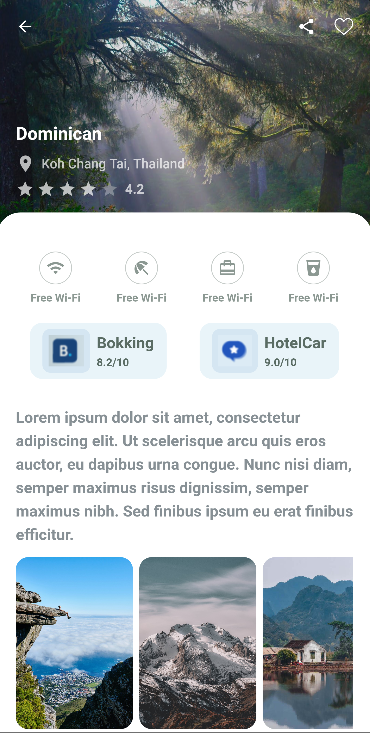 Dominican
Koh Chang Tai, Thailand
4.2
Free Wi-Fi Free Wi-Fi Free Wi-Fi Free Wi-Fi
B. Bokking HotelCar
8.2/10 9.0/10
Lorem ipsum dolor sit amet, consectetur
adipiscing elit. Ut scelerisque arcu quis eros
auctor, eu dapibus urna congue. Nunc nisi diam,
semper maximus risus dignissim, semper
maximus nibh. Sed finibus ipsum eu erat finibus
efficitur.